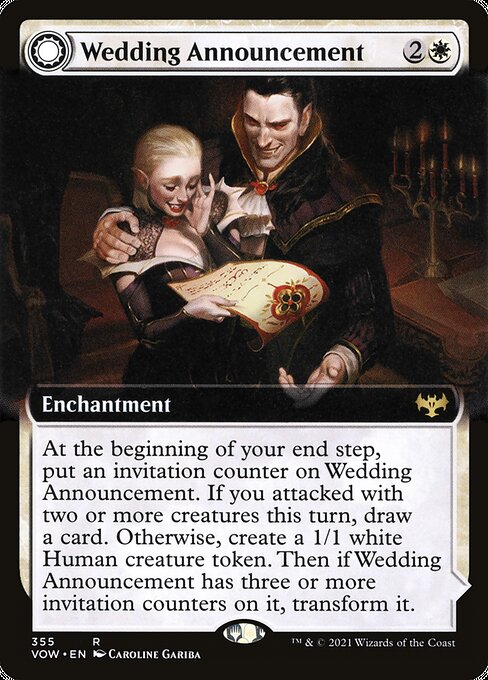 Wedding Announcement 2
Enchantment
At the beginning of your end step,
put an invitation counter on Wedding
Announcement. If you attacked with
two or more creatures this turn, draw
a card. Otherwise, create a 1/1 white
Human creature token. Then if Wedding
Announcement has three or more
invitation counters on it, transform it.
355 R
VOW • EN Caroline Gariba
™ & © 2021 Wizards of the Coast